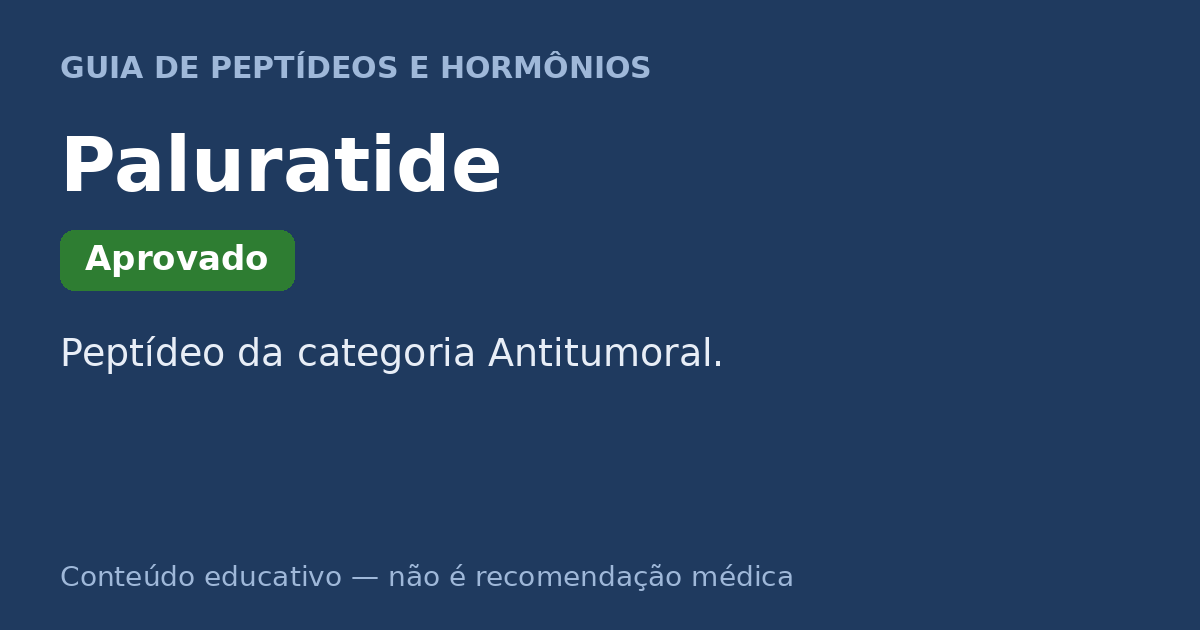 GUIA DE PEPTÍDEOS E HORMÔNIOS
Paluratide
Aprovado
Peptídeo da categoria Antitumoral.
Conteúdo educativo — não é recomendação médica